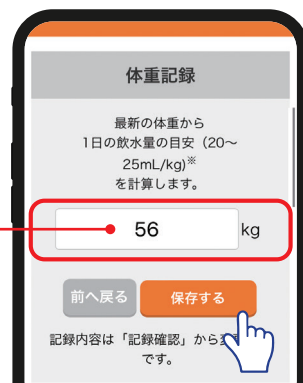 体重記録
最新の体重から
1日の飲水量の目安（20〜
25mL/kg)※
を計算します。
56 kg
前へ戻る 保存する
記録内容は「記録確認」から
です。